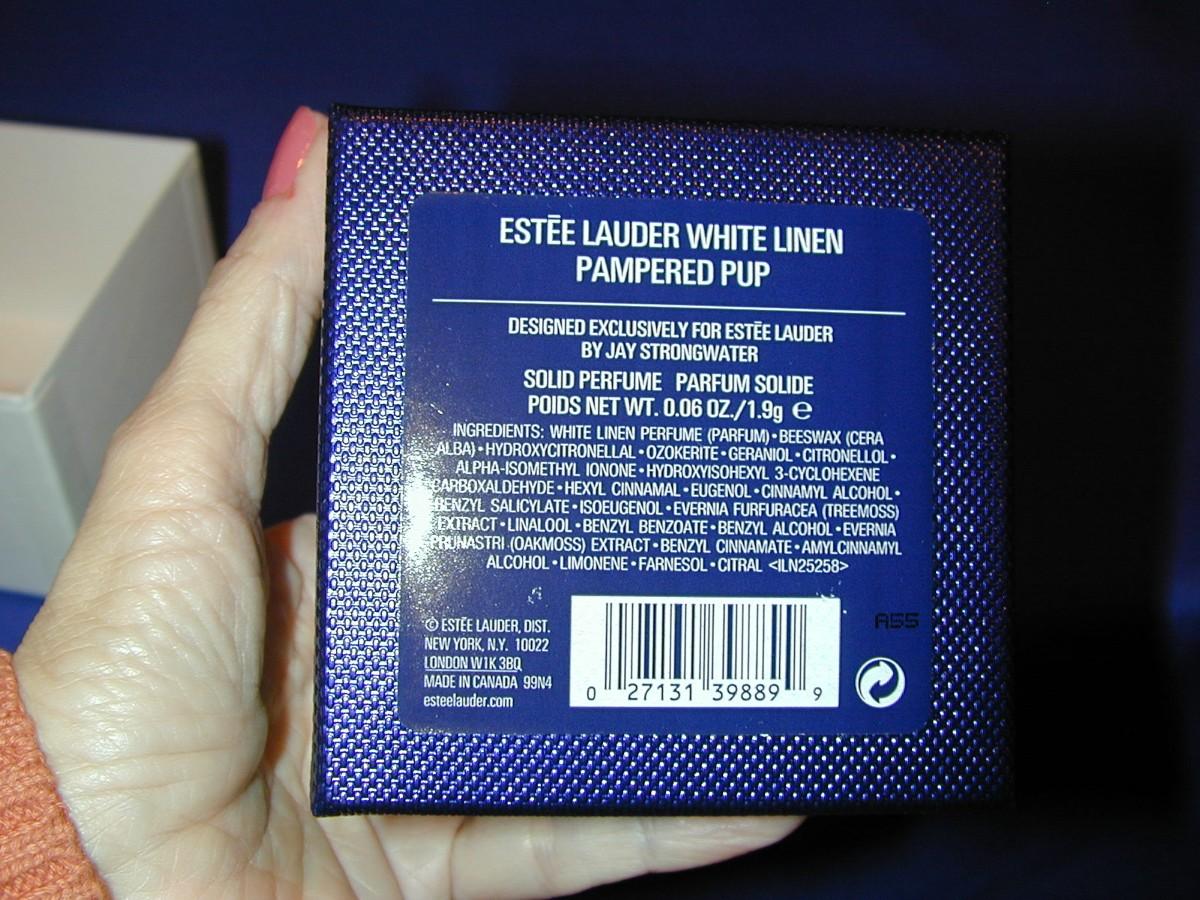 ESTĒE LAUDER WHITE LINEN
PAMPERED PUP
DESIGNED EXCLUSIVELY FOR ESTĒE LAUDER
BY JAY STRONGWATER
SOLID PERFUME PARFUM SOLIDE
POIDS NET WT. 0.06 OZ./1.9g ℮
INGREDIENTS: WHITE LINEN PERFUME (PARFUM) • BEESWAX (CERA
ALBA) • HYDROXYCITRONELLAL • OZOKERITE • GERANIOL • CITRONELLOL •
ALPHA-ISOMETHYL IONONE • HYDROXYISOHEXYL 3-CYCLOHEXENE
CARBOXALDEHYDE • HEXYL CINNAMAL • EUGENOL • CINNAMYL ALCOHOL •
BENZYL SALICYLATE • ISOEUGENOL • EVERNIA FURFURACEA (TREEMOSS)
EXTRACT • LINALOOL • BENZYL BENZOATE • BENZYL ALCOHOL • EVERNIA
PRUNASTRI (OAKMOSS) EXTRACT • BENZYL CINNAMATE • AMYLCINNAMYL
ALCOHOL • LIMONENE • FARNESOL • CITRAL <ILN25258>
© ESTĒE LAUDER, DIST.
NEW YORK, N.Y. 10022
LONDON W1K 3BQ
MADE IN CANADA 99N4
esteelauder.com
0 27131 39889 9
A55